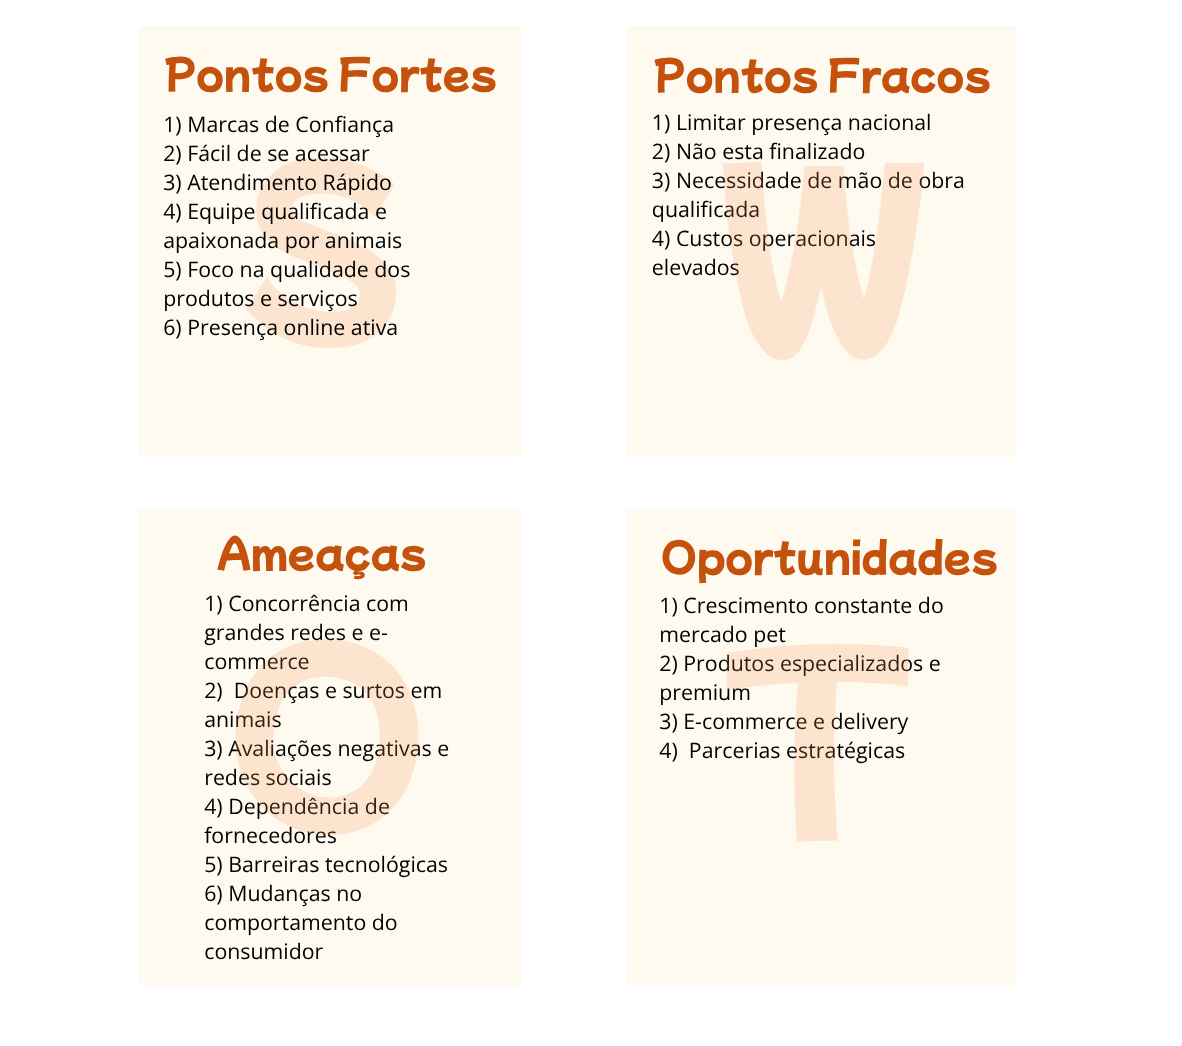 Pontos Fortes
1) Marcas de Confiança
2) Fácil de se acessar
3) Atendimento Rápido
4) Equipe qualificada e
apaixonada por animais
5) Foco na qualidade dos
produtos e serviços
6) Presença online ativa
S
Pontos Fracos
1) Limitar presença nacional
2) Não esta finalizado
3) Necessidade de mão de obra
qualificada
4) Custos operacionais
elevados
W
Ameaças
1) Concorrência com
grandes redes e e-
commerce
2)  Doenças e surtos em
animais
3) Avaliações negativas e
redes sociais
4) Dependência de
fornecedores
5) Barreiras tecnológicas
6) Mudanças no
comportamento do
consumidor
O
Oportunidades
1) Crescimento constante do
mercado pet
2) Produtos especializados e
premium
3) E-commerce e delivery
4)  Parcerias estratégicas
T